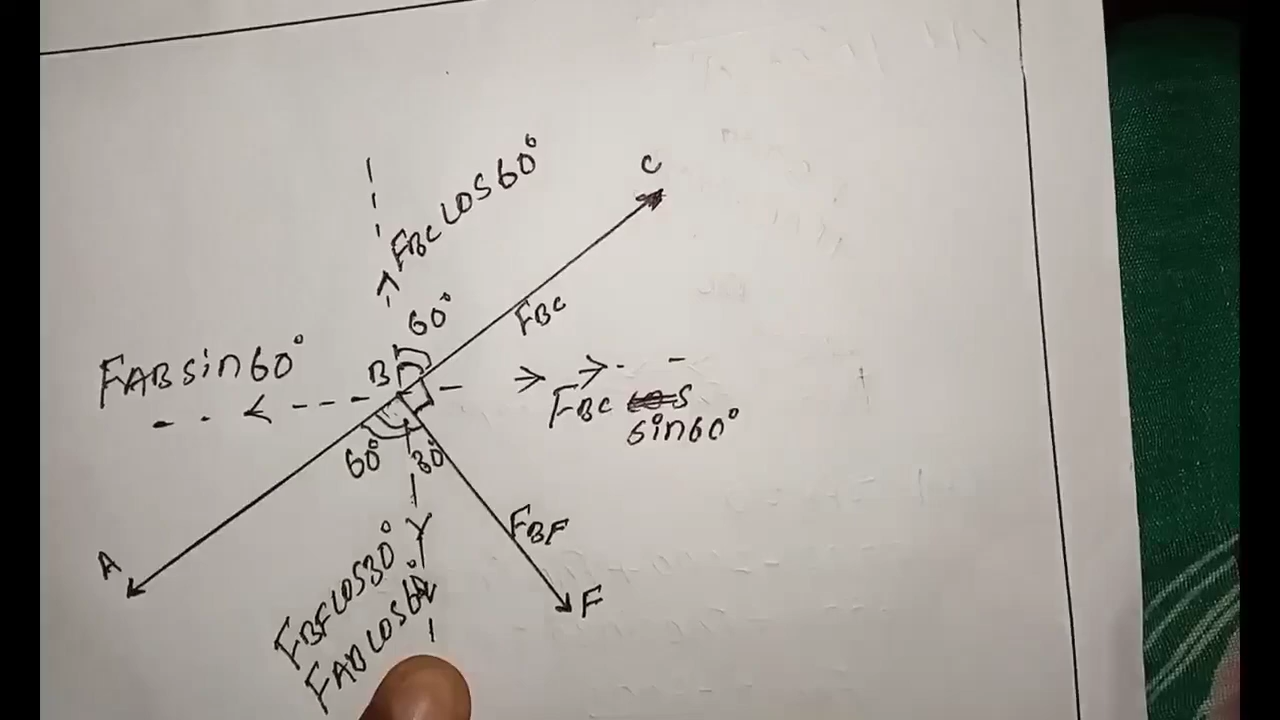 C
FBC COS60°
60°
FBC
FAB sin60°
B
FBC
sin60°
60°
30°
FBF
A
FBF COS30°
FAB COS60°
F